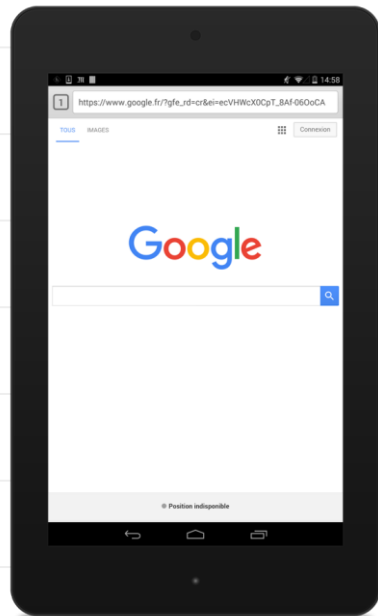 14:58
1 https://www.google.fr/?gfe_rd=cr&ei=ecVHWcX0CpT_8Af-06OoCA
TOUS IMAGES Connexion
Google
Position indisponible